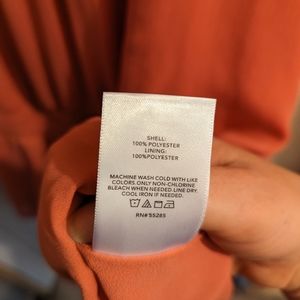 SHELL:
100% POLYESTER
LINING:
100%POLYESTER
MACHINE WASH COLD WITH LIKE
COLORS.ONLY NON-CHLORINE
BLEACH WHEN NEEDED.LINE DRY.
COOL IRON IF NEEDED.
RN# 55285